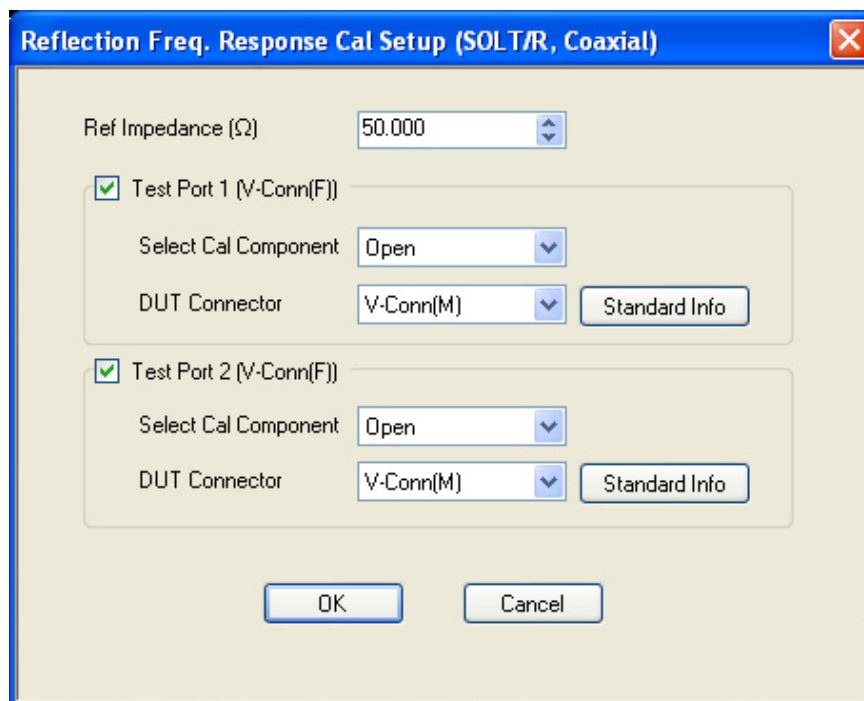 Reflection Freq. Response Cal Setup (SOLT/R, Coaxial)
Ref Impedance (Ω) 50.000
Test Port 1 (V-Conn(F))
Select Cal Component Open
DUT Connector V-Conn(M) Standard Info
Test Port 2 (V-Conn(F))
Select Cal Component Open
DUT Connector V-Conn(M) Standard Info
OK Cancel